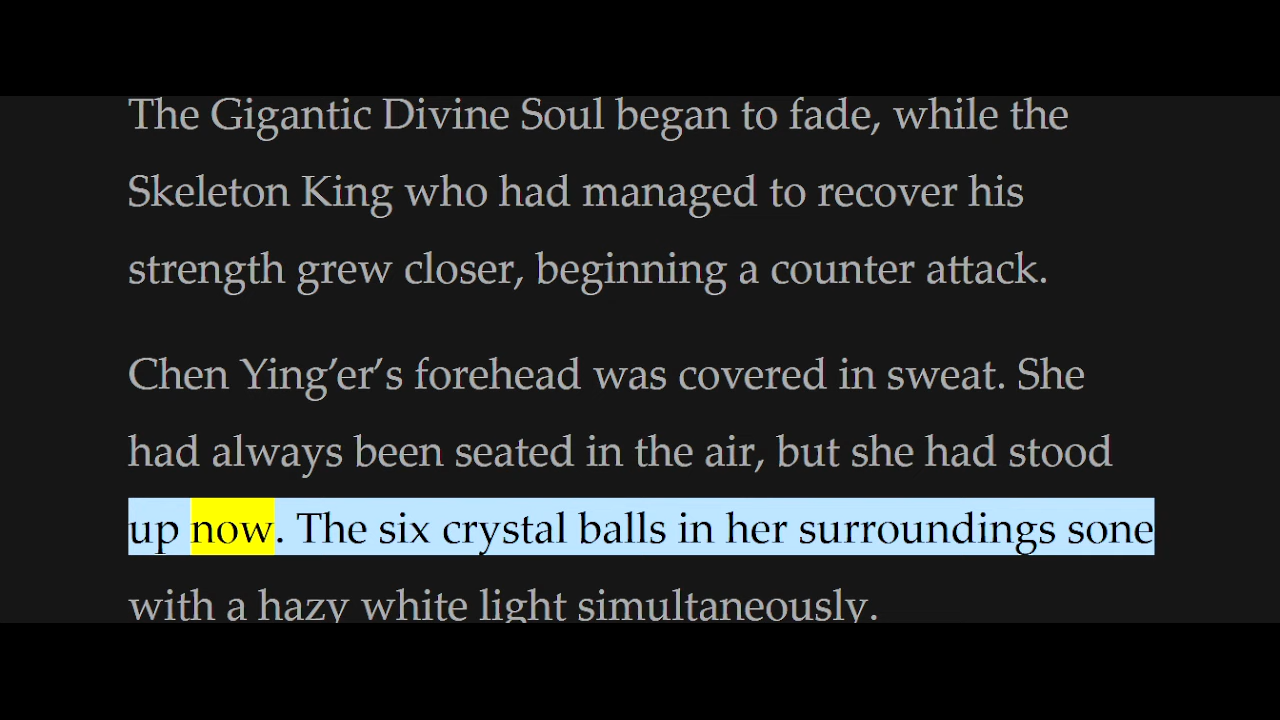 The Gigantic Divine Soul began to fade, while the
Skeleton King who had managed to recover his
strength grew closer, beginning a counter attack.
Chen Ying’er’s forehead was covered in sweat. She
had always been seated in the air, but she had stood
up now. The six crystal balls in her surroundings sone
with a hazy white light simultaneously.